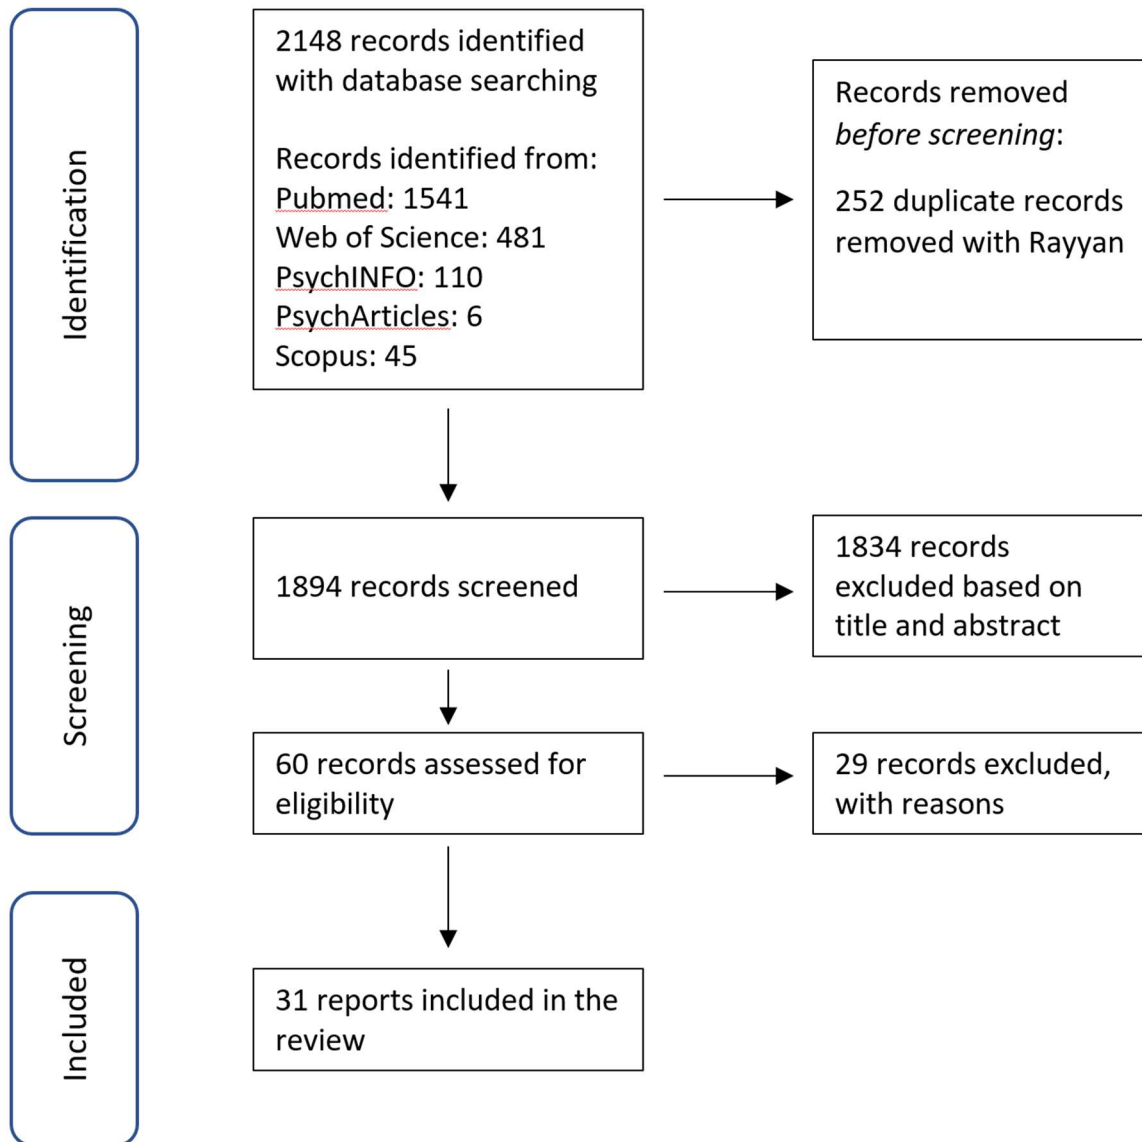 Identification
2148 records identified
with database searching
Records identified from:
Pubmed: 1541
Web of Science: 481
PsychINFO: 110
PsychArticles: 6
Scopus: 45
Records removed
before screening:
252 duplicate records
removed with Rayyan
Screening
1894 records screened
1834 records
excluded based on
title and abstract
60 records assessed for
eligibility
29 records excluded,
with reasons
Included
31 reports included in the
review